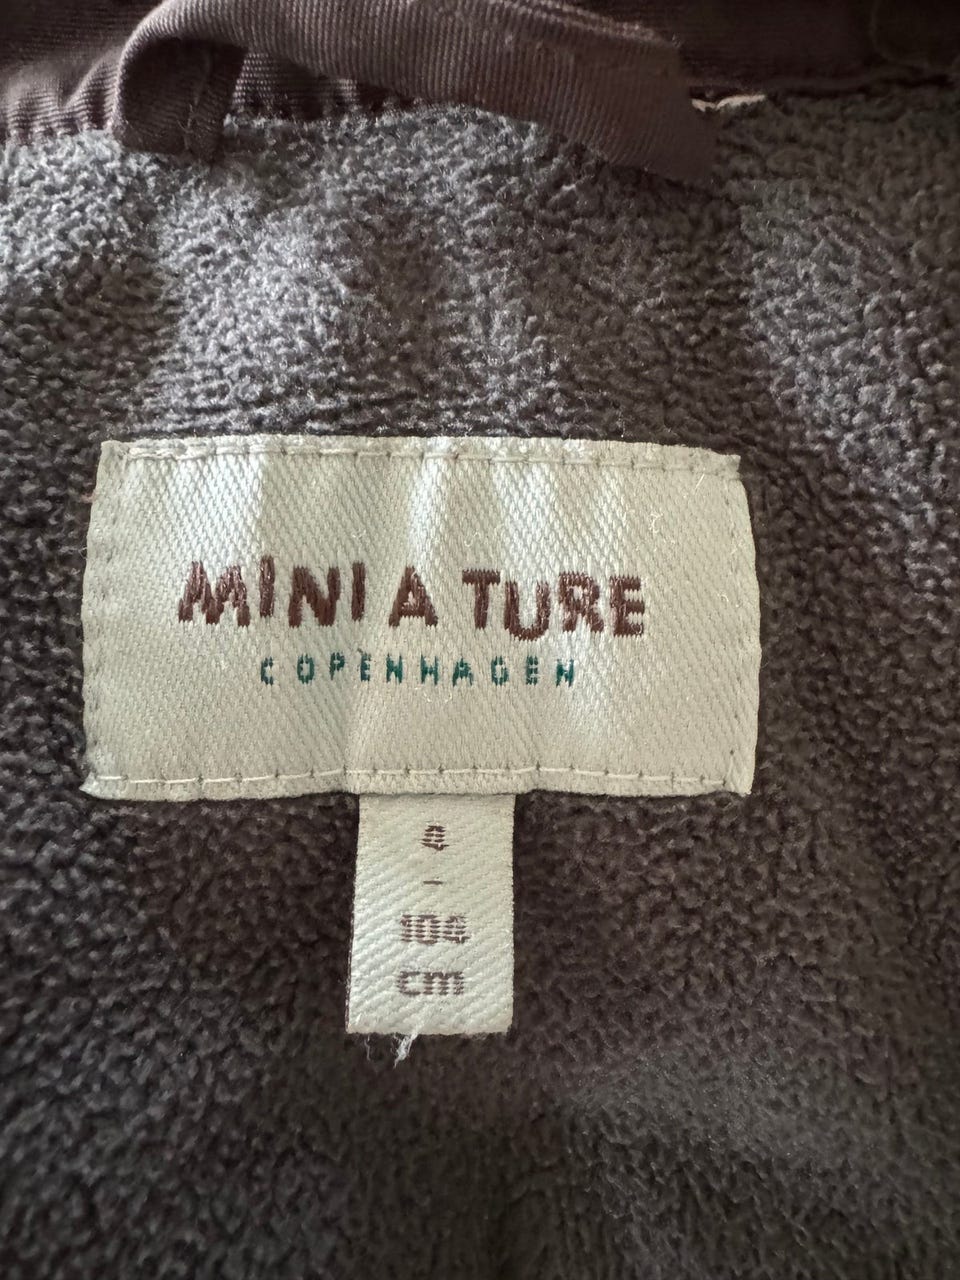 MINI A TURE
COPENHAGEN
4
-
104
cm